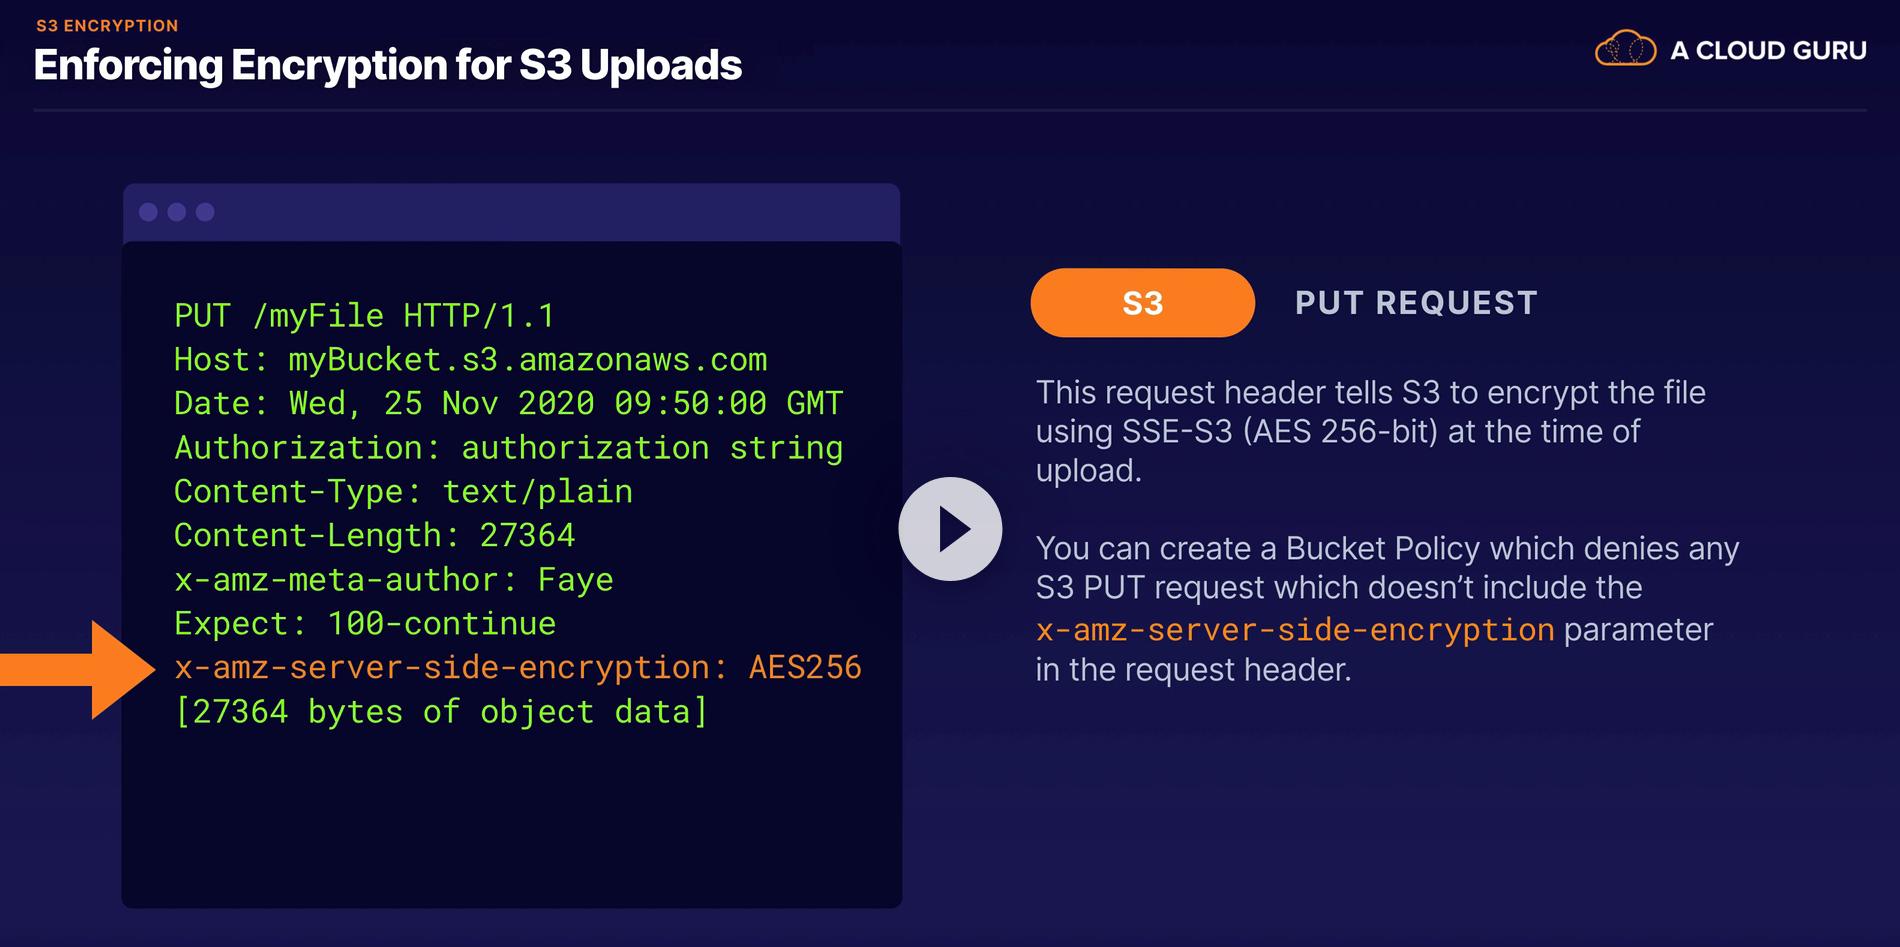 S3 ENCRYPTION
Enforcing Encryption for S3 Uploads
A CLOUD GURU
PUT /myFile HTTP/1.1
Host: myBucket.s3.amazonaws.com
Date: Wed, 25 Nov 2020 09:50:00 GMT
Authorization: authorization string
Content-Type: text/plain
Content-Length: 27364
x-amz-meta-author: Faye
Expect: 100-continue
x-amz-server-side-encryption: AES256
[27364 bytes of object data]
S3 PUT REQUEST
This request header tells S3 to encrypt the file
using SSE-S3 (AES 256-bit) at the time of
upload.
You can create a Bucket Policy which denies any
S3 PUT request which doesn’t include the
x-amz-server-side-encryption parameter
in the request header.